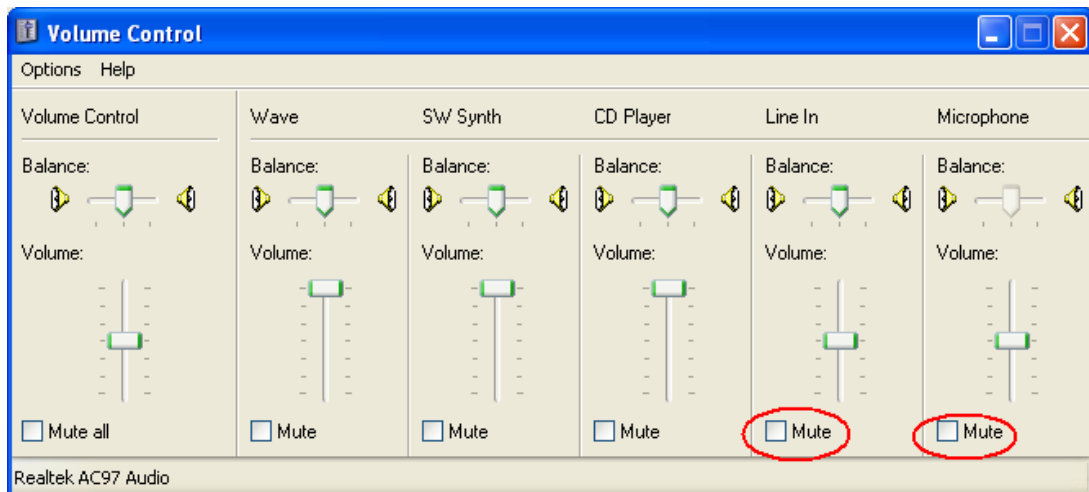 Volume Control
Options Help
Volume Control Wave SW Synth CD Player Line In Microphone
Balance: Balance: Balance: Balance: Balance: Balance:
Volume: Volume: Volume: Volume: Volume: Volume:
Mute all Mute Mute Mute Mute Mute
Realtek AC97 Audio